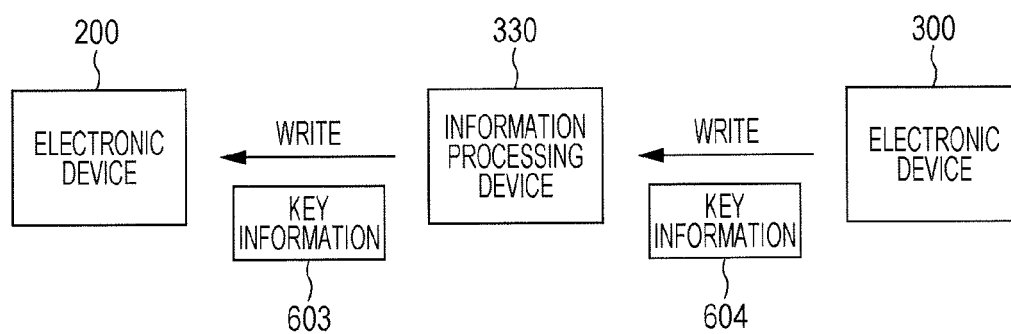 200
330
300
ELECTRONIC
DEVICE
WRITE
INFORMATION
PROCESSING
DEVICE
WRITE
ELECTRONIC
DEVICE
KEY
INFORMATION
KEY
INFORMATION
603
604